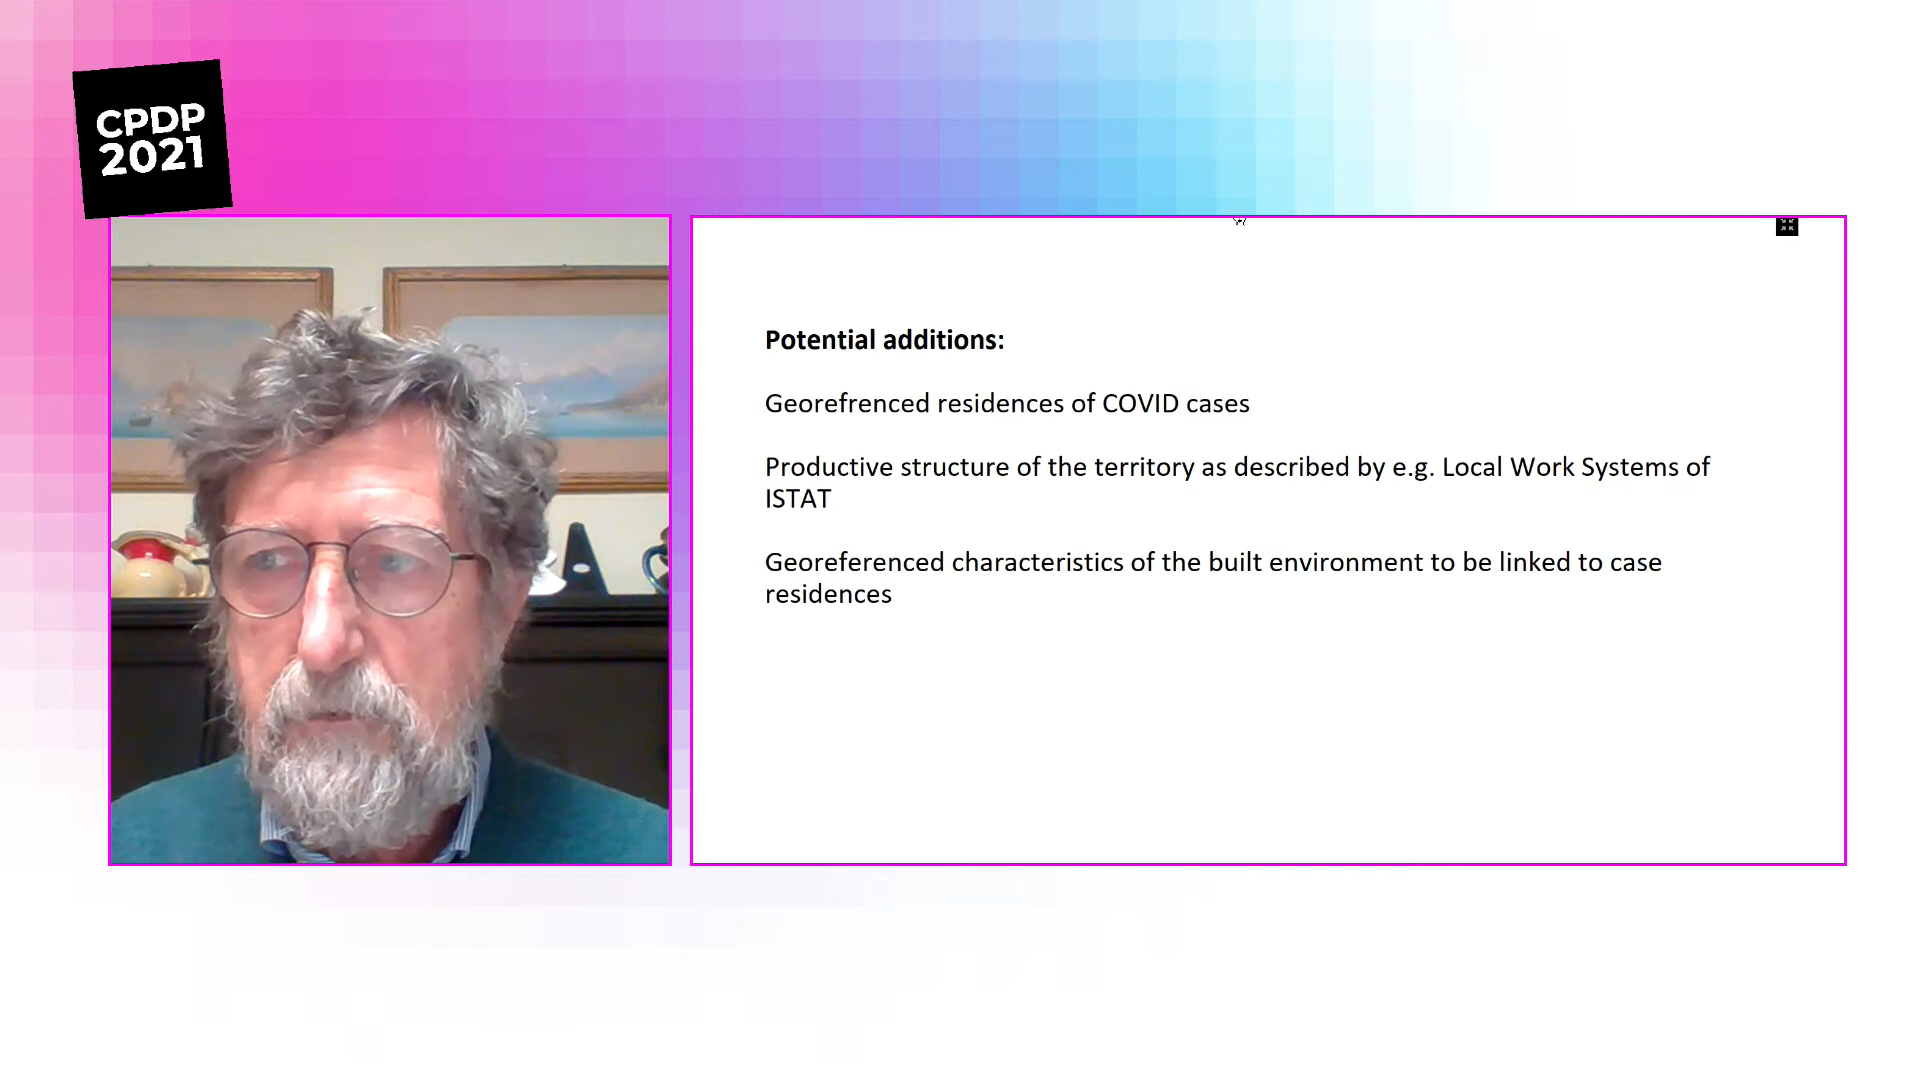 CPDP
2021
Potential additions:
Georefrenced residences of COVID cases
Productive structure of the territory as described by e.g. Local Work Systems of
ISTAT
Georeferenced characteristics of the built environment to be linked to case
residences